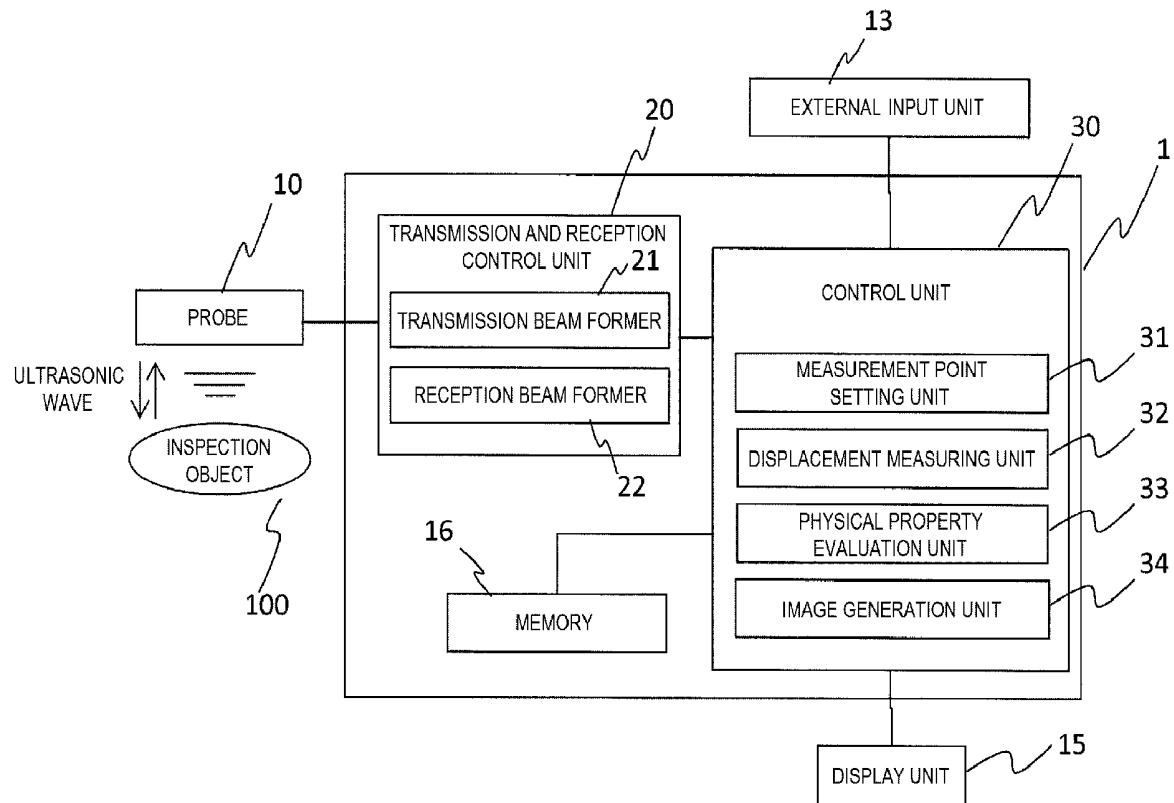 13
EXTERNAL INPUT UNIT
20
30
1
10
TRANSMISSION AND RECEPTION
CONTROL UNIT
21
CONTROL UNIT
PROBE
TRANSMISSION BEAM FORMER
31
ULTRASONIC
WAVE
RECEPTION BEAM FORMER
MEASUREMENT POINT
SETTING UNIT
32
INSPECTION
OBJECT
22
DISPLACEMENT MEASURING UNIT
33
PHYSICAL PROPERTY
EVALUATION UNIT
16
34
100
MEMORY
IMAGE GENERATION UNIT
15
DISPLAY UNIT